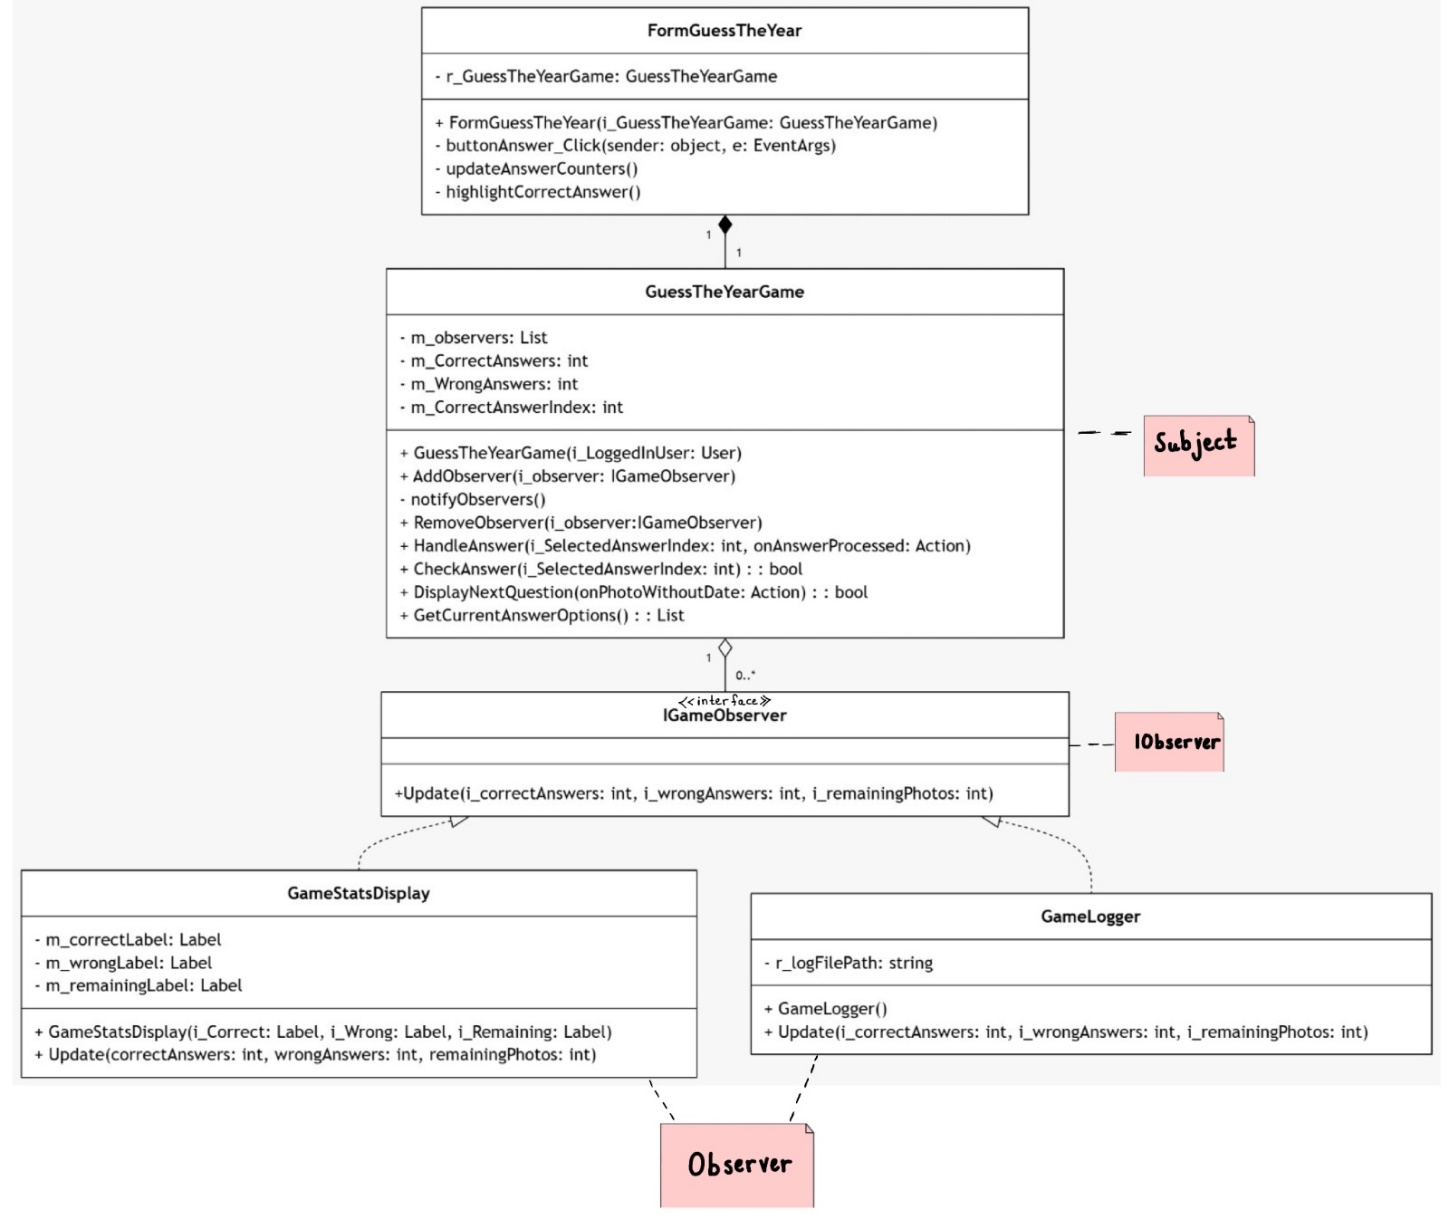 FormGuessTheYear
- r_GuessTheYearGame: GuessTheYearGame
+ FormGuessTheYear(i_GuessTheYearGame: GuessTheYearGame)
- buttonAnswer_Click(sender: object, e: EventArgs)
- updateAnswerCounters()
- highlightCorrectAnswer()
1
1
GuessTheYearGame
- m_observers: List
- m_CorrectAnswers: int
- m_WrongAnswers: int
- m_CorrectAnswerIndex: int
+ GuessTheYearGame(i_LoggedInUser: User)
+ AddObserver(i_observer: IGameObserver)
- notifyObservers()
+ RemoveObserver(i_observer:IGameObserver)
+ HandleAnswer(i_SelectedAnswerIndex: int, onAnswerProcessed: Action)
+ CheckAnswer(i_SelectedAnswerIndex: int) : : bool
+ DisplayNextQuestion(onPhotoWithoutDate: Action) : : bool
+ GetCurrentAnswerOptions() : : List
Subject
1
0..*
<<interface>>
IGameObserver
+Update(i_correctAnswers: int, i_wrongAnswers: int, i_remainingPhotos: int)
IObserver
GameStatsDisplay
- m_correctLabel: Label
- m_wrongLabel: Label
- m_remainingLabel: Label
+ GameStatsDisplay(i_Correct: Label, i_Wrong: Label, i_Remaining: Label)
+ Update(correctAnswers: int, wrongAnswers: int, remainingPhotos: int)
GameLogger
- r_logFilePath: string
+ GameLogger()
+ Update(i_correctAnswers: int, i_wrongAnswers: int, i_remainingPhotos: int)
Observer